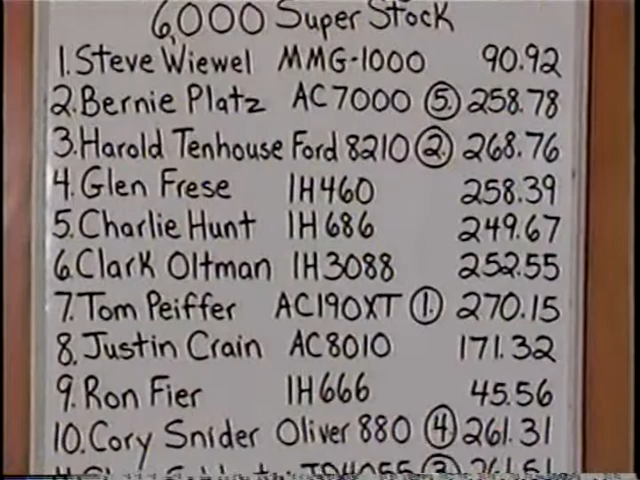 6,000 Super Stock
1. Steve Wiewel MMG-1000 90.92
2. Bernie Platz AC7000 5. 258.78
3. Harold Tenhouse Ford 8210 2. 268.76
4. Glen Frese IH460 258.39
5. Charlie Hunt IH686 249.67
6. Clark Oltman IH3088 252.55
7. Tom Peiffer AC190XT 1. 270.15
8. Justin Crain AC8010 171.32
9. Ron Fier IH666 45.56
10. Cory Snider Oliver 880 4. 261.31